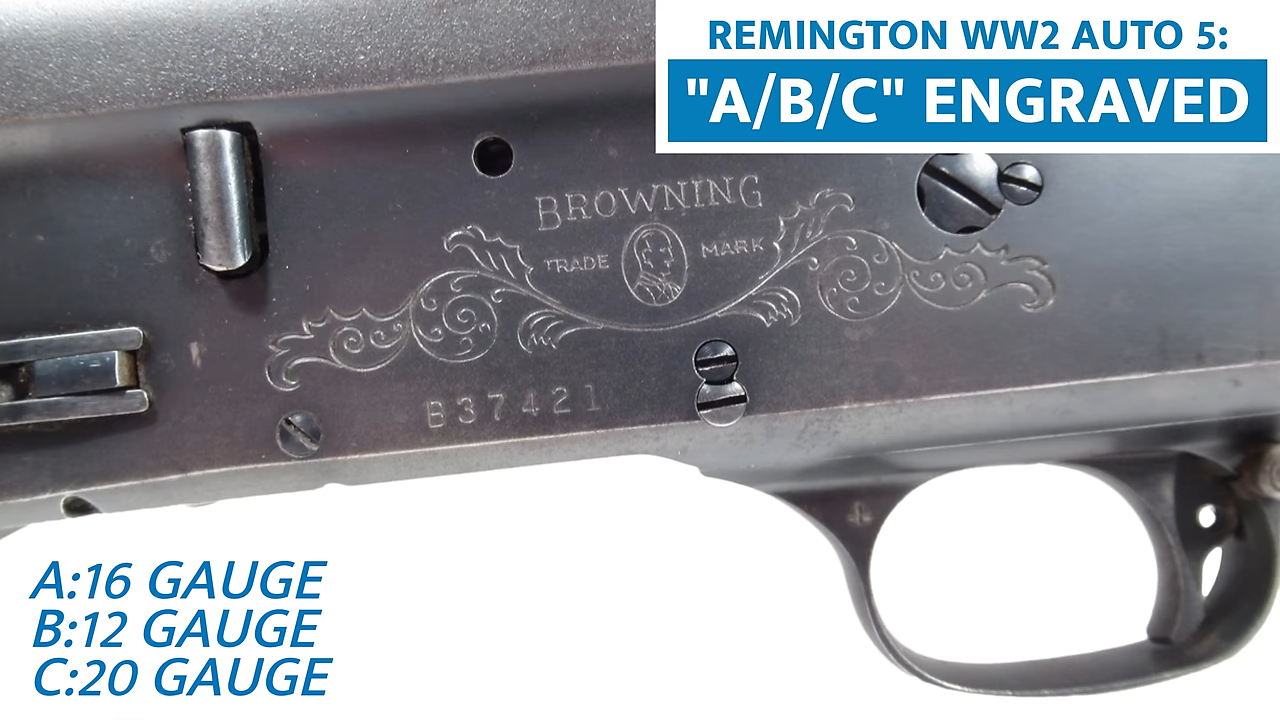 REMINGTON WW2 AUTO 5:
"A/B/C" ENGRAVED
BROWNING
TRADE MARK
B37421
A:16 GAUGE
B:12 GAUGE
C:20 GAUGE